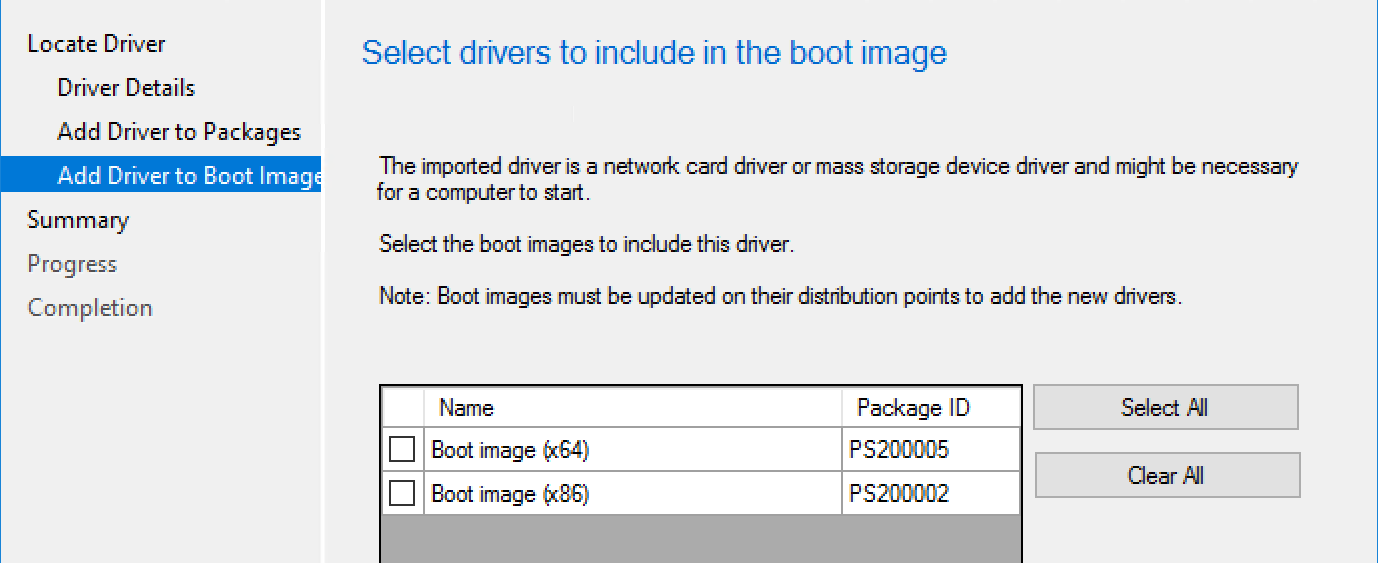 Locate Driver
Driver Details
Add Driver to Packages
Add Driver to Boot Image
Summary
Progress
Completion
Select drivers to include in the boot image
The imported driver is a network card driver or mass storage device driver and might be necessary
for a computer to start.
Select the boot images to include this driver.
Note: Boot images must be updated on their distribution points to add the new drivers.
Name Package ID
Boot image (x64) PS200005
Boot image (x86) PS200002
Select All
Clear All